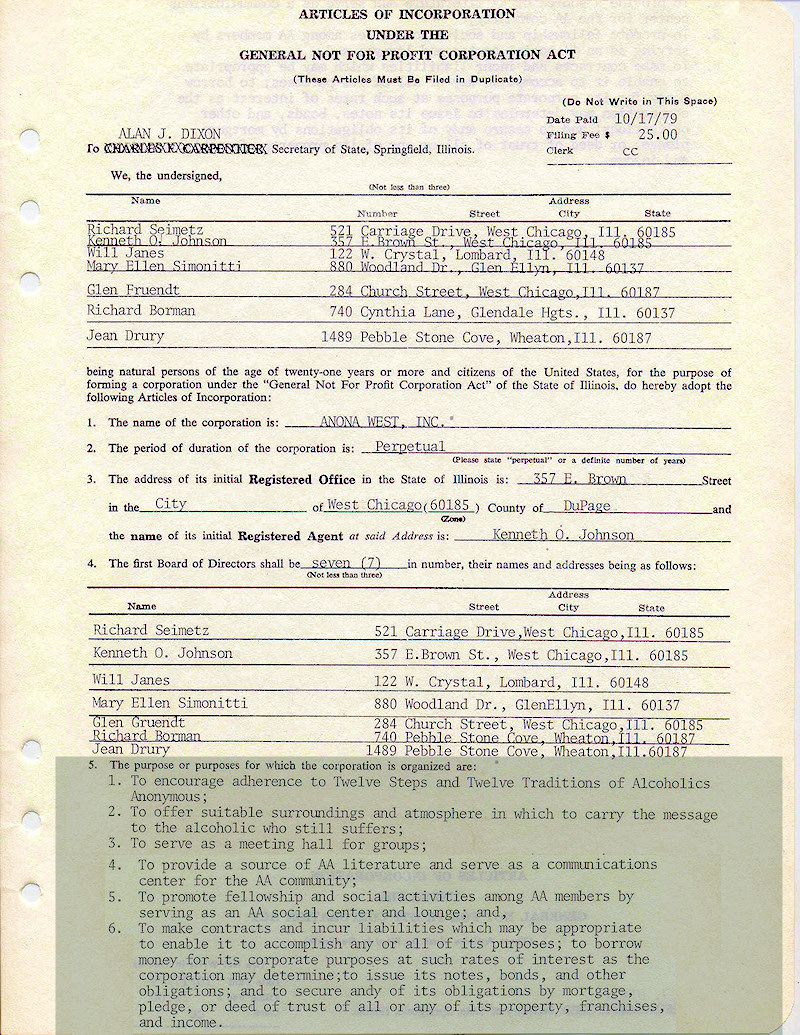 ARTICLES OF INCORPORATION
UNDER THE
GENERAL NOT FOR PROFIT CORPORATION ACT
(These Articles Must Be Filed in Duplicate)
(Do Not Write in This Space)
Date Paid 10/17/79
Filing Fee $ 25.00
Clerk CC
ALAN J. DIXON
To CHARLES F. CARPENTIER Secretary of State, Springfield, Illinois.
We, the undersigned,
(Not less than three)
Name Address
Number Street City State
Richard Seimetz 521 Carriage Drive, West Chicago, Ill. 60185
Kenneth O. Johnson 357 E.Brown St., West Chicago, Ill. 60185
Will Janes 122 W. Crystal, Lombard, Ill. 60148
Mary Ellen Simonitti 880 Woodland Dr., Glen Ellyn, Ill. 60137
Glen Fruendt 284 Church Street, West Chicago,Ill. 60187
Richard Borman 740 Cynthia Lane, Glendale Hgts., Ill. 60137
Jean Drury 1489 Pebble Stone Cove, Wheaton,Ill. 60187
being natural persons of the age of twenty-one years or more and citizens of the United States, for the purpose of
forming a corporation under the "General Not For Profit Corporation Act" of the State of Illinois, do hereby adopt the
following Articles of Incorporation:
1. The name of the corporation is: ANONA WEST, INC.
2. The period of duration of the corporation is: Perpetual
(Please state "perpetual" or a definite number of years)
3. The address of its initial Registered Office in the State of Illinois is: 357 E. Brown Street
in the City of West Chicago(60185 ) County of DuPage and
(Zone)
the name of its initial Registered Agent at said Address is: Kenneth O. Johnson
4. The first Board of Directors shall be seven (7) in number, their names and addresses being as follows:
(Not less than three)
Address
Name Street City State
Richard Seimetz 521 Carriage Drive,West Chicago,Ill. 60185
Kenneth O. Johnson 357 E.Brown St., West Chicago,Ill. 60185
Will Janes 122 W. Crystal, Lombard, Ill. 60148
Mary Ellen Simonitti 880 Woodland Dr., GlenEllyn, Ill. 60137
Glen Gruendt 284 Church Street, West Chicago,Ill. 60185
Richard Borman 740 Pebble Stone Cove, Wheaton,Ill. 60187
Jean Drury 1489 Pebble Stone Cove, Wheaton,Ill.60187
5. The purpose or purposes for which the corporation is organized are:
1. To encourage adherence to Twelve Steps and Twelve Traditions of Alcoholics
Anonymous;
2. To offer suitable surroundings and atmosphere in which to carry the message
to the alcoholic who still suffers;
3. To serve as a meeting hall for groups;
4. To provide a source of AA literature and serve as a communications
center for the AA community;
5. To promote fellowship and social activities among AA members by
serving as an AA social center and lounge; and,
6. To make contracts and incur liabilities which may be appropriate
to enable it to accomplish any or all of its purposes; to borrow
money for its corporate purposes at such rates of interest as the
corporation may determine;to issue its notes, bonds, and other
obligations; and to secure andy of its obligations by mortgage,
pledge, or deed of trust of all or any of its property, franchises,
and income.